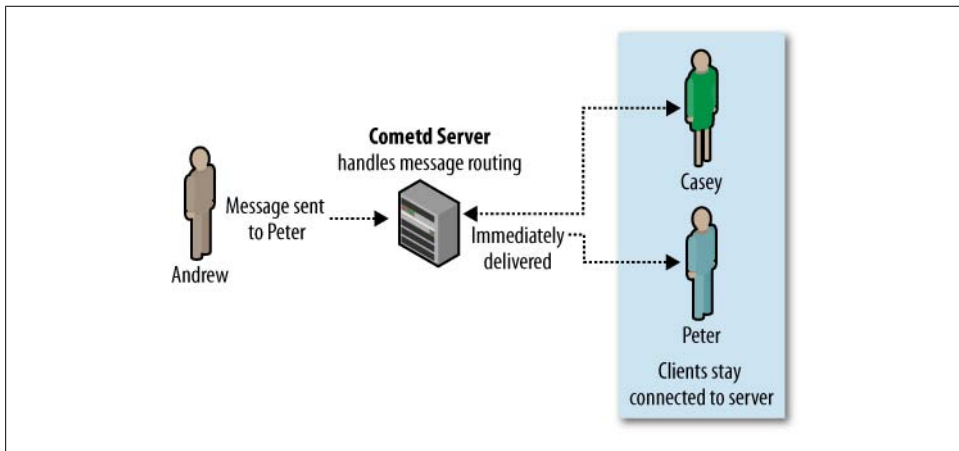 Cometd Server
handles message routing
Message sent
to Peter
Andrew
Immediately
delivered
Casey
Peter
Clients stay
connected to server